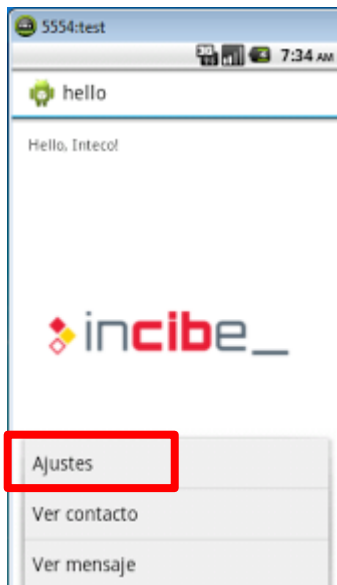 5554:test
7:34 AM
hello
Hello, Inteco!
incibe_
Ajustes
Ver contacto
Ver mensaje